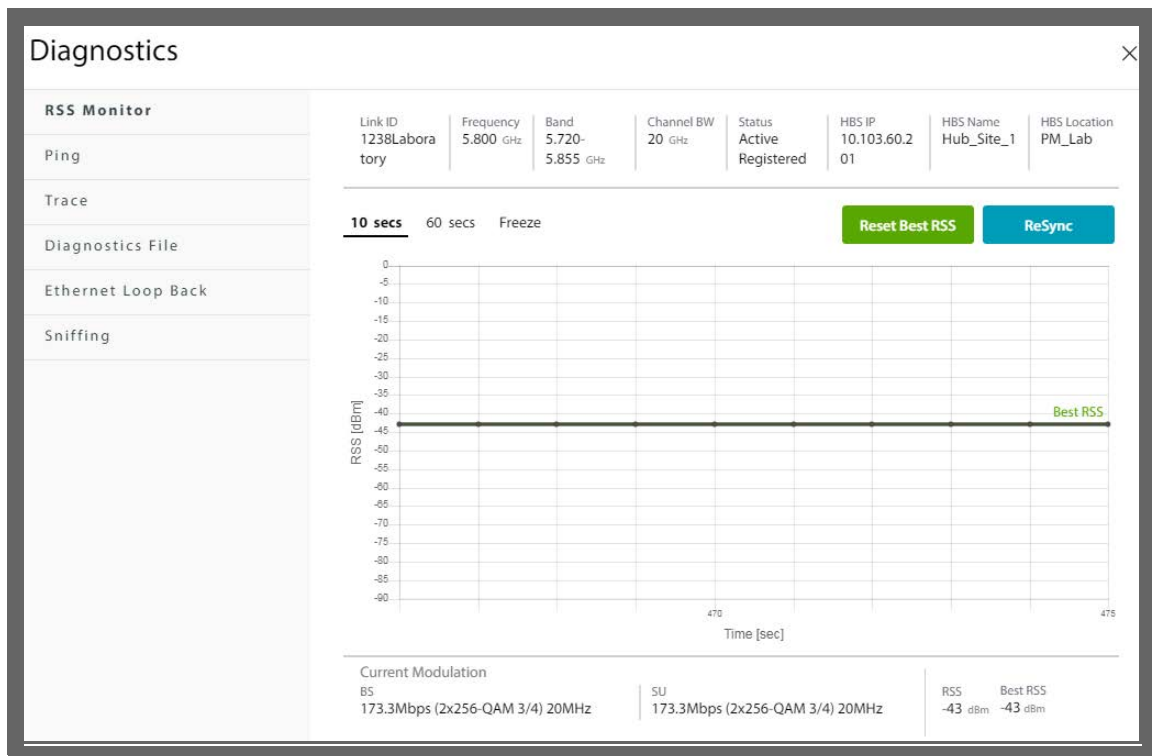 Diagnostics
RSS Monitor
Ping
Trace
Diagnostics File
Ethernet Loop Back
Sniffing
Link ID
1238Labora
tory
Frequency
5.800 GHz
Band
5.720-
5.855 GHz
Channel BW
20 GHz
Status
Active
Registered
HBS IP
10.103.60.2
01
HBS Name
Hub_Site_1
HBS Location
PM_Lab
10 secs 60 secs Freeze
Reset Best RSS
ReSync
0
-5
-10
-15
-20
-25
-30
-35
-40
-45
-50
-55
-60
-65
-70
-75
-80
-85
-90
RSS [dBm]
Best RSS
470
475
Time [sec]
Current Modulation
BS
173.3Mbps (2x256-QAM 3/4) 20MHz
SU
173.3Mbps (2x256-QAM 3/4) 20MHz
RSS
-43 dBm
Best RSS
-43 dBm